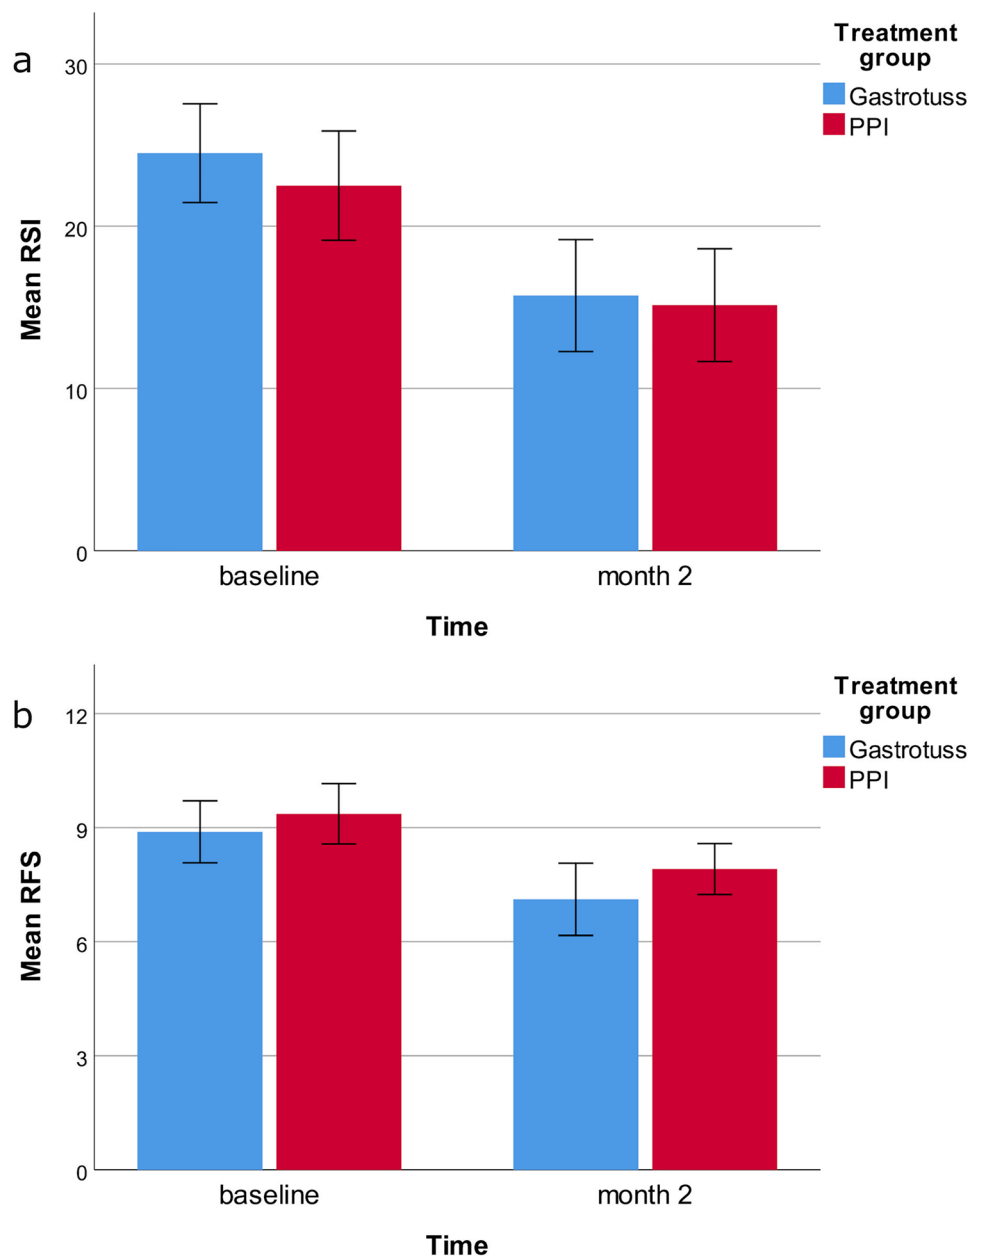 a
Treatment
group
Gastrotuss
PPI
30
20
10
0
Mean RSI
baseline
month 2
Time
b
Treatment
group
Gastrotuss
PPI
12
9
6
3
0
Mean RFS
baseline
month 2
Time